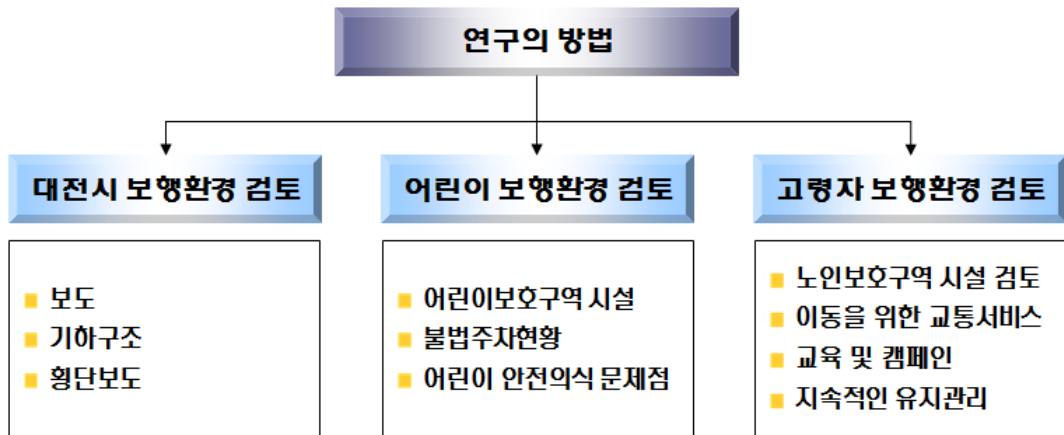 연구의 방법
대전시 보행환경 검토
보도
기하구조
횡단보도
어린이 보행환경 검토
어린이보호구역 시설
불법주차현황
어린이 안전의식 문제점
고령자 보행환경 검토
노인보호구역 시설 검토
이동을 위한 교통서비스
교육 및 캠페인
지속적인 유지관리